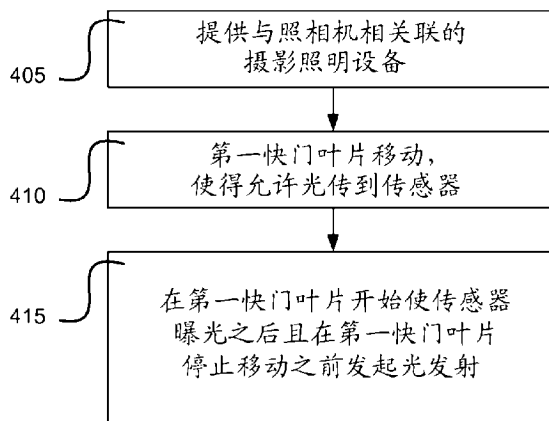 405
提供与照相机相关联的
摄影照明设备
410
第一快门叶片移动,
使得允许光传到传感器
415
在第一快门叶片开始使传感器
曝光之后且在第一快门叶片
停止移动之前发起光发射